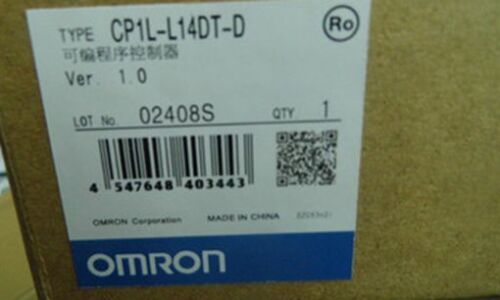 TYPE CP1L-L14DT-D Ro
可编程序控制器
Ver. 1.0
LOT No 02408S QTY 1
4 547648 403443
OMRON Corporation MADE IN CHINA
OMRON